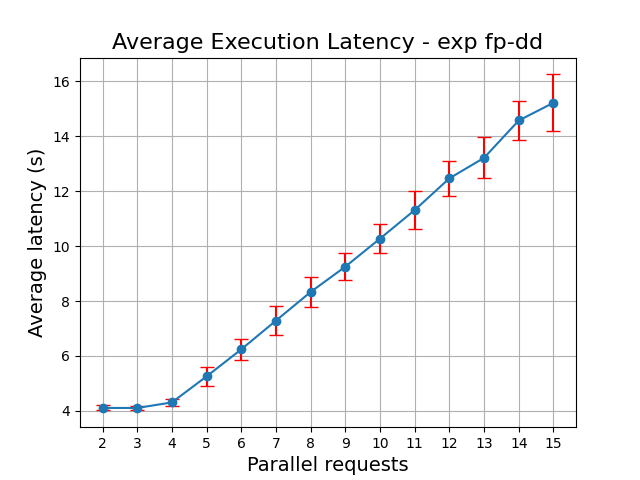 Average Execution Latency - exp fp-dd
Average latency (s)
16
14
12
10
8
6
4
2 3 4 5 6 7 8 9 10 11 12 13 14 15
Parallel requests